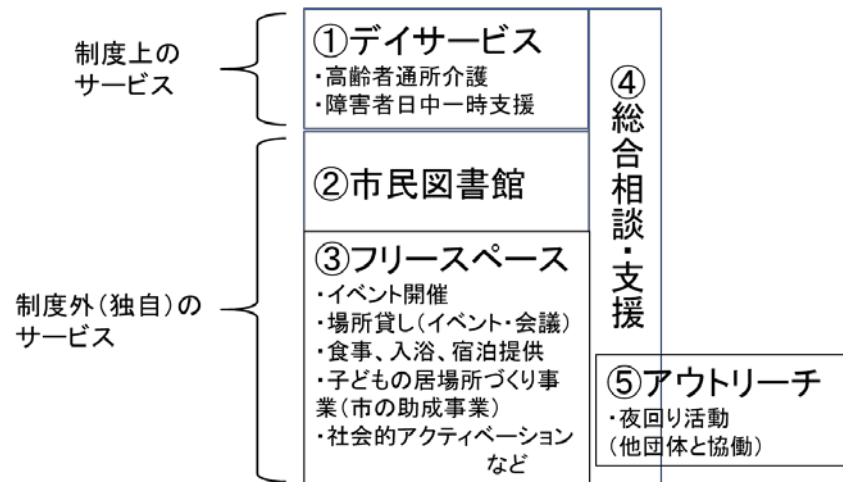 制度上の
サービス
①デイサービス
・高齢者通所介護
・障害者日中一時支援
②市民図書館
制度外(独自)の
サービス
③フリースペース
・イベント開催
・場所貸し(イベント・会議)
・食事、入浴、宿泊提供
・子どもの居場所づくり事
業(市の助成事業)
・社会的アクティベーション
など
④総合相談・支援
⑤アウトリーチ
・夜回り活動
(他団体と協働)